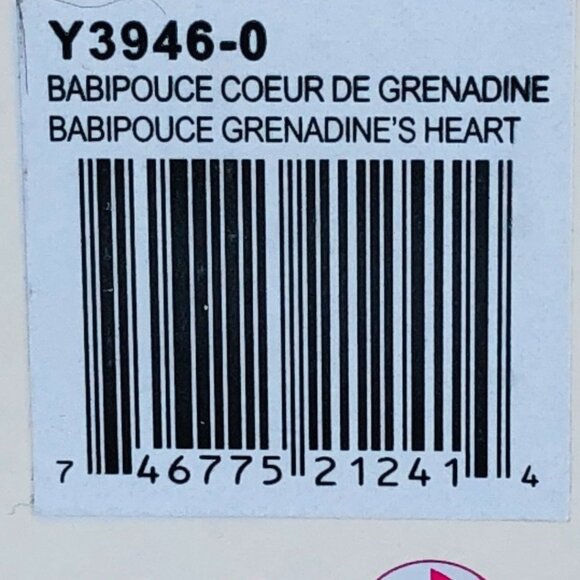 Y3946-0
BABIPOUCE COEUR DE GRENADINE
BABIPOUCE GRENADINE'S HEART
7 46775 21241 4